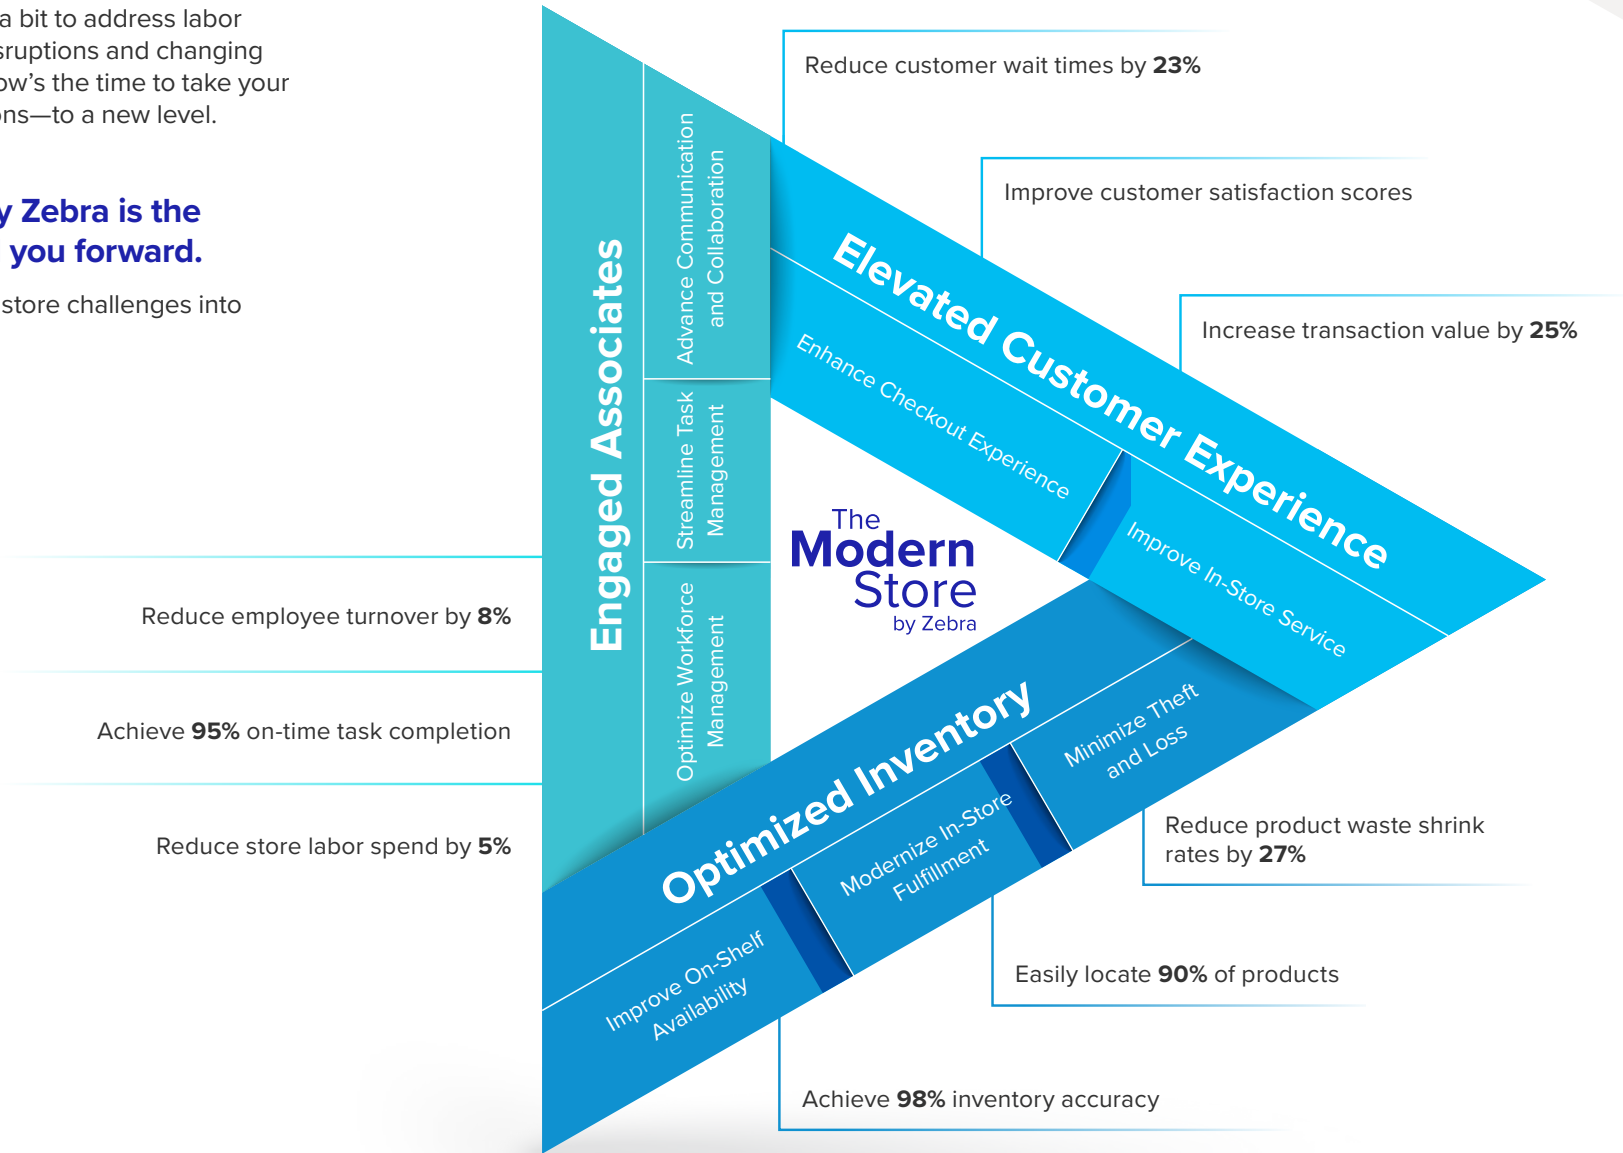 a bit to address labor
sruptions and changing
ow's the time to take your
ons—to a new level.
y Zebra is the
you forward.
store challenges into
Reduce customer wait times by 23%
Improve customer satisfaction scores
Increase transaction value by 25%
Elevated Customer Experience
Enhance Checkout Experience
Improve In-Store Service
Engaged Associates
Advance Communication
and Collaboration
Streamline Task
Management
Optimize Workforce
Management
The
Modern
Store
by Zebra
Reduce employee turnover by 8%
Achieve 95% on-time task completion
Reduce store labor spend by 5%
Optimized Inventory
Minimize Theft
and Loss
Modernize In-Store
Fulfillment
Improve On-Shelf
Availability
Reduce product waste shrink
rates by 27%
Easily locate 90% of products
Achieve 98% inventory accuracy